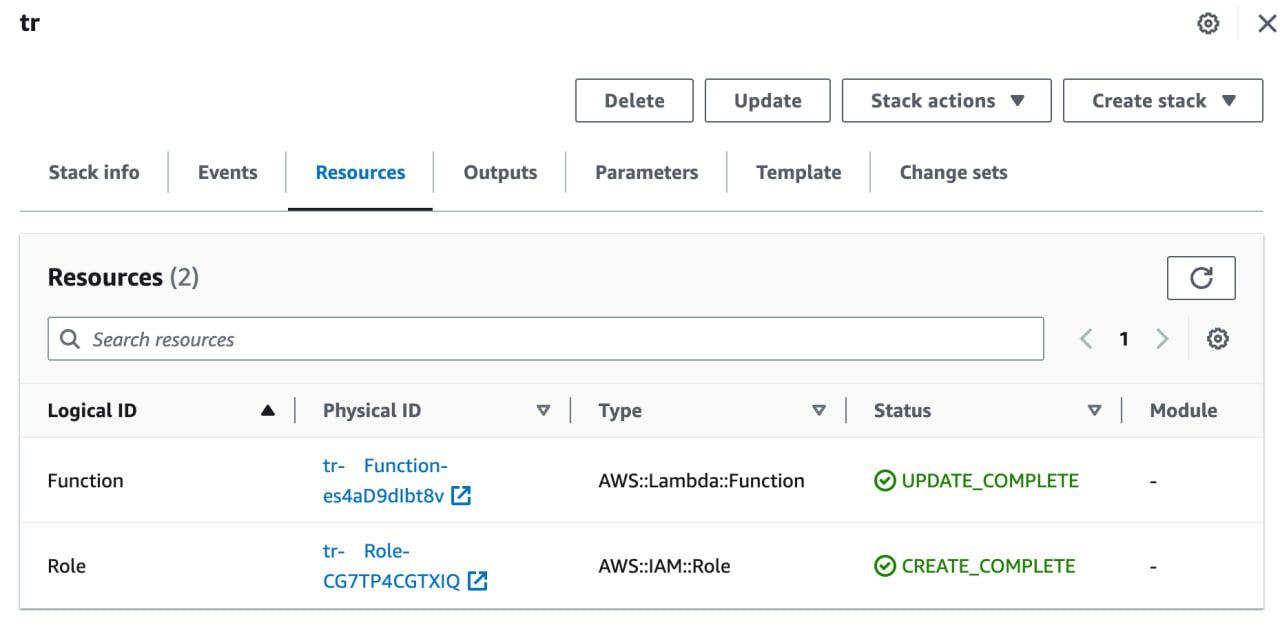 tr
Delete Update Stack actions Create stack
Stack info Events Resources Outputs Parameters Template Change sets
Resources (2)
Search resources
1
Logical ID Physical ID Type Status Module
Function tr- Function-es4aD9dIbt8v AWS::Lambda::Function UPDATE_COMPLETE -
Role tr- Role-CG7TP4CGTXIQ AWS::IAM::Role CREATE_COMPLETE -